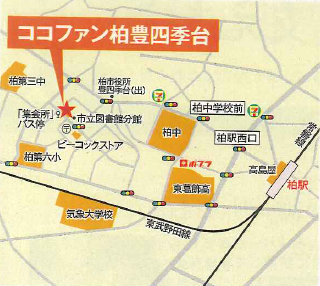 ココファン柏豊四季台
柏第三中
柏市役所
豊四季台(出)
「集会所」
バス停
市立図書館分館
ピーコックストア
柏第六小
柏中学校前
柏中
柏駅西口
ポプラ
東葛飾高
高島屋
柏駅
常磐線
気象大学校
東武野田線